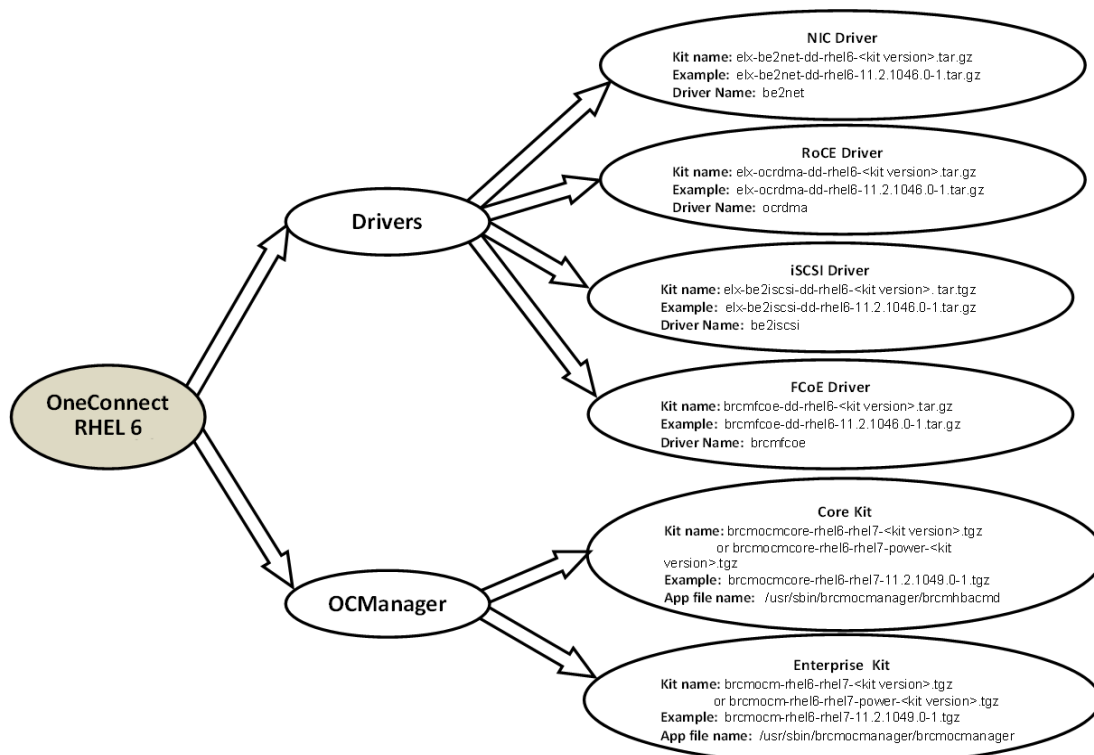 NIC Driver
Kit name: elx-be2net-dd-rhel6-<kit version>.tar.gz
Example: elx-be2net-dd-rhel6-11.2.1046.0-1.tar.gz
Driver Name: be2net
RoCE Driver
Kit name: elx-ocrdma-dd-rhel6-<kit version>.tar.gz
Example: elx-ocrdma-dd-rhel6-11.2.1046.0-1.tar.gz
Driver Name: ocrdma
Drivers
iSCSI Driver
Kit name: elx-be2iscsi-dd-rhel6-<kit version>. tar.tgz
Example: elx-be2iscsi-dd-rhel6-11.2.1046.0-1.tar.gz
Driver Name: be2iscsi
OneConnect
RHEL 6
FCoE Driver
Kit name: brcmfcoe-dd-rhel6-<kit version>.tar.gz
Example: brcmfcoe-dd-rhel6-11.2.1046.0-1.tar.gz
Driver Name: brcmfcoe
Core Kit
Kit name: brcmocmcore-rhel6-rhel7-<kit version>.tgz
or brcmocmcore-rhel6-rhel7-power-<kit
version>.tgz
Example: brcmocmcore-rhel6-rhel7-11.2.1049.0-1.tgz
App file name: /usr/sbin/brcmocmanager/brcmhbacmd
OCManager
Enterprise Kit
Kit name: brcmocm-rhel6-rhel7-<kit version>.tgz
or brcmocm-rhel6-rhel7-power-<kit version>.tgz
Example: brcmocm-rhel6-rhel7-11.2.1049.0-1.tgz
App file name: /usr/sbin/brcmocmanager/brcmocmanager